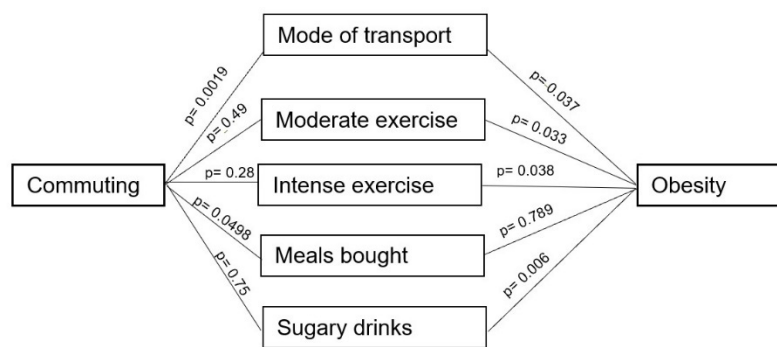 Mode of transport
p= 0.0019
p= 0.037
p= 0.49
Moderate exercise
p= 0.033
Commuting
p= 0.28
Intense exercise
p= 0.038
Obesity
p= 0.0498
Meals bought
p= 0.789
p= 0.75
Sugary drinks
p= 0.006